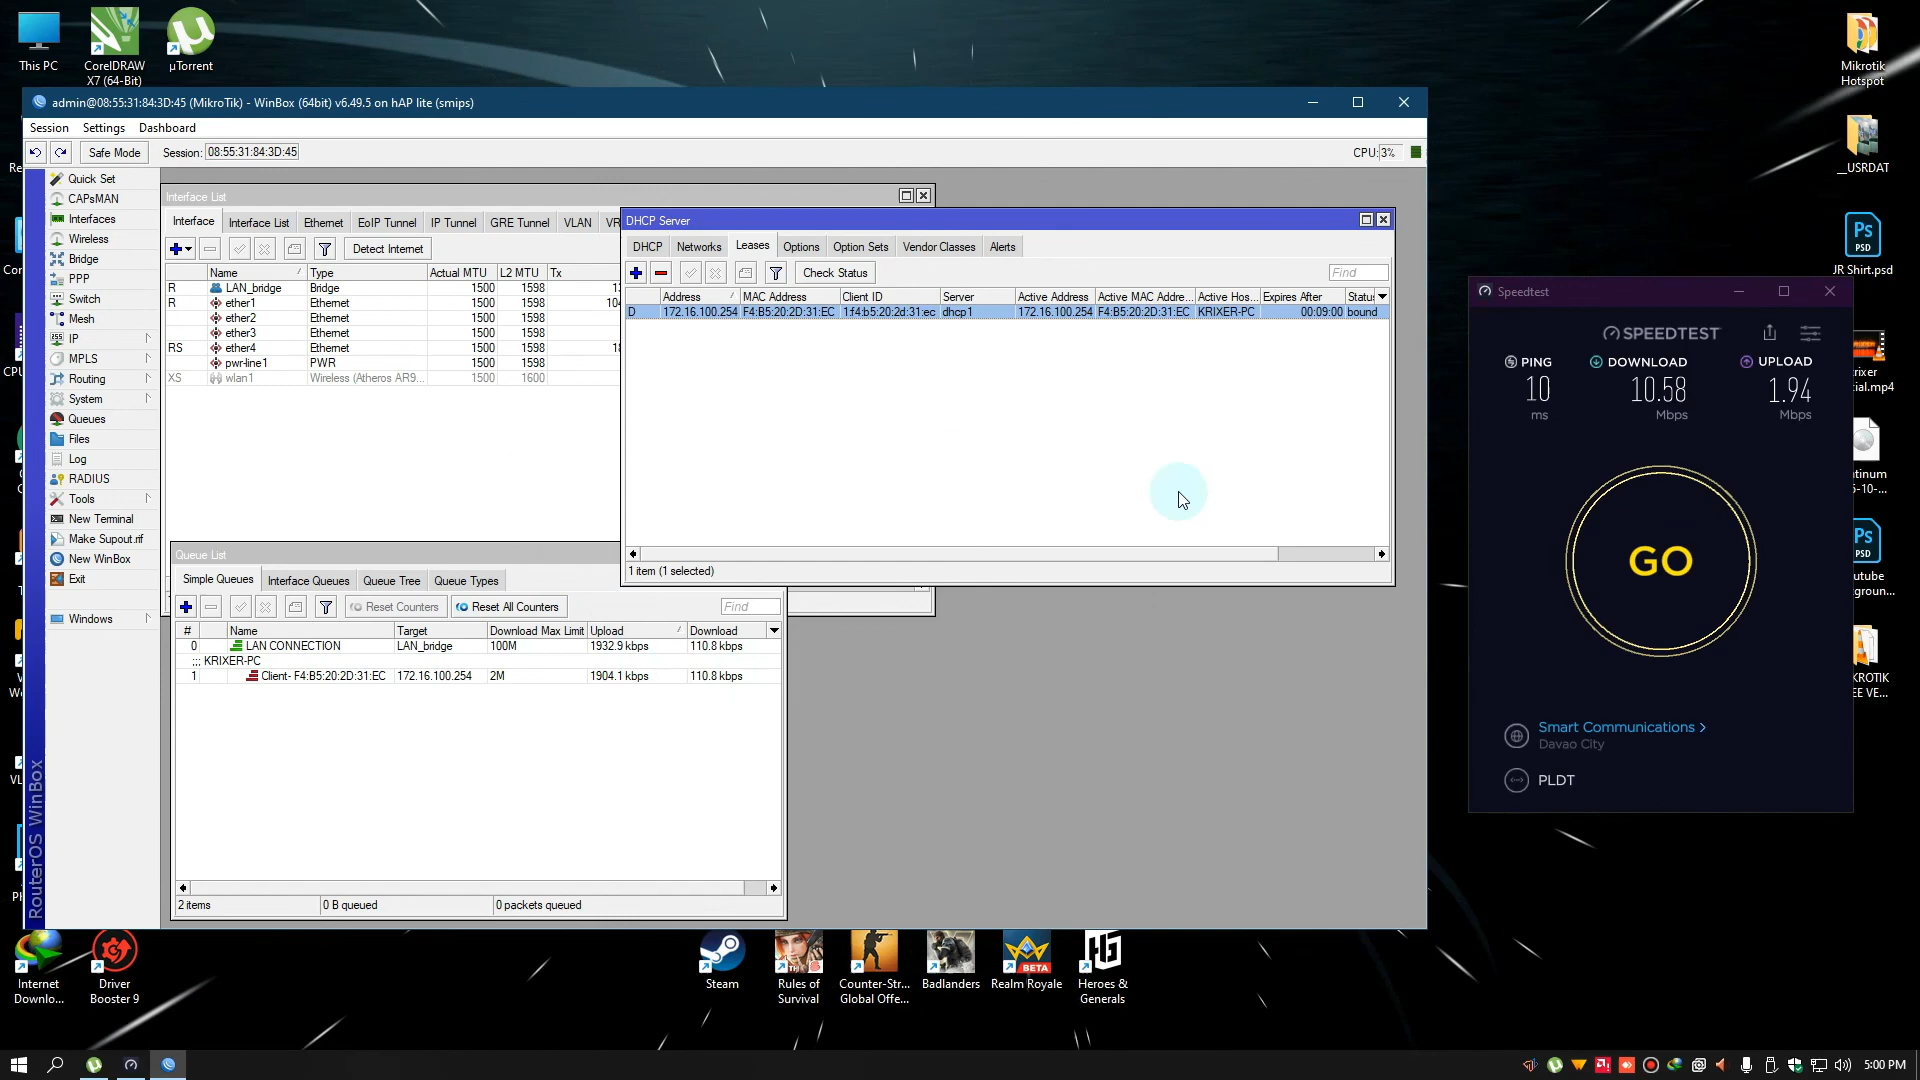 This PC
CorelDRAW
X7 (64-Bit)
µTorrent
Mikrotik
Hotspot
__USRDAT
JR Shirt.psd
admin@08:55:31:84:3D:45 (MikroTik) - WinBox (64bit) v6.49.5 on hAP lite (smips)
Session Settings Dashboard
Safe Mode Session: 08:55:31:84:3D:45 CPU: 3%
Quick Set
CAPsMAN
Interfaces
Wireless
Bridge
PPP
Switch
Mesh
IP
MPLS
Routing
System
Queues
Files
Log
RADIUS
Tools
New Terminal
Make Supout.rif
New WinBox
Exit
Windows
RouterOS WinBox
Interface List
Interface Interface List Ethernet EoIP Tunnel IP Tunnel GRE Tunnel VLAN
Detect Internet
Name Type Actual MTU L2 MTU Tx
R LAN_bridge Bridge 1500 1598
R ether1 Ethernet 1500 1598
ether2 Ethernet 1500 1598
ether3 Ethernet 1500 1598
RS ether4 Ethernet 1500 1598
pwr-line1 PWR 1500 1598
XS wlan1 Wireless (Atheros AR9... 1500 1600
DHCP Server
DHCP Networks Leases Options Option Sets Vendor Classes Alerts
Check Status Find
Address MAC Address Client ID Server Active Address Active MAC Addre... Active Hos... Expires After Status
D 172.16.100.254 F4:B5:20:2D:31:EC 1:f4:b5:20:2d:31:ec dhcp1 172.16.100.254 F4:B5:20:2D:31:EC KRIXER-PC 00:09:00 bound
1 item (1 selected)
Queue List
Simple Queues Interface Queues Queue Tree Queue Types
Reset Counters Reset All Counters Find
# Name Target Download Max Limit Upload Download
0 LAN CONNECTION LAN_bridge 100M 1932.9 kbps 110.8 kbps
;;; KRIXER-PC
1 Client- F4:B5:20:2D:31:EC 172.16.100.254 2M 1904.1 kbps 110.8 kbps
2 items 0 B queued 0 packets queued
Speedtest
SPEEDTEST
PING DOWNLOAD UPLOAD
10 10.58 1.94
ms Mbps Mbps
GO
Smart Communications >
Davao City
PLDT
Internet
Downlo...
Driver
Booster 9
Steam
Rules of
Survival
Counter-Str...
Global Offe...
Badlanders
BETA
Realm Royale
Heroes &
Generals
5:00 PM